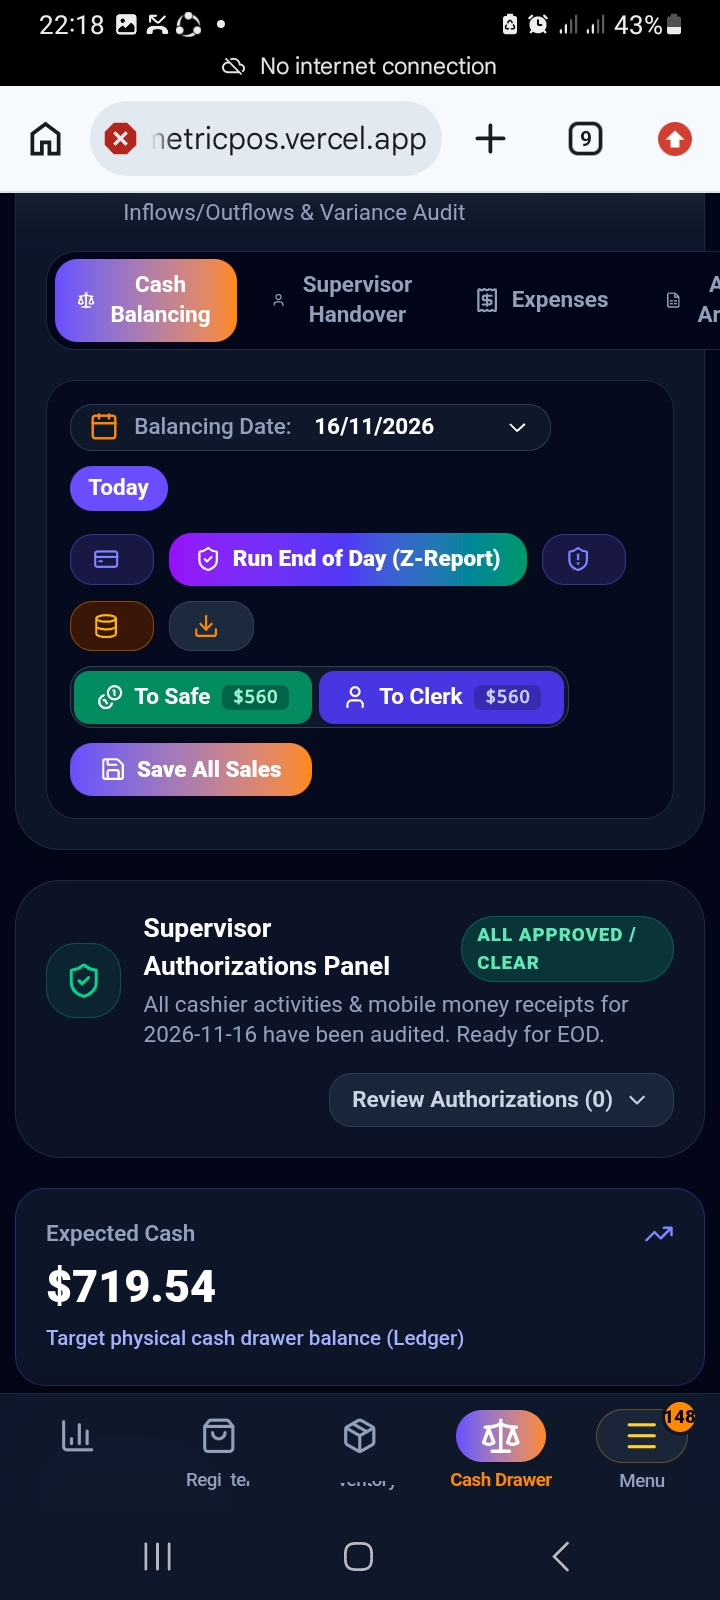 22:18
43%
No internet connection
etricpos.vercel.app
9
Inflows/Outflows & Variance Audit
Cash
Balancing
Supervisor
Handover
Expenses
Balancing Date: 16/11/2026
Today
Run End of Day (Z-Report)
To Safe $560
To Clerk $560
Save All Sales
Supervisor
Authorizations Panel
ALL APPROVED /
CLEAR
All cashier activities & mobile money receipts for
2026-11-16 have been audited. Ready for EOD.
Review Authorizations (0)
Expected Cash
$719.54
Target physical cash drawer balance (Ledger)
148
Cash Drawer
Menu